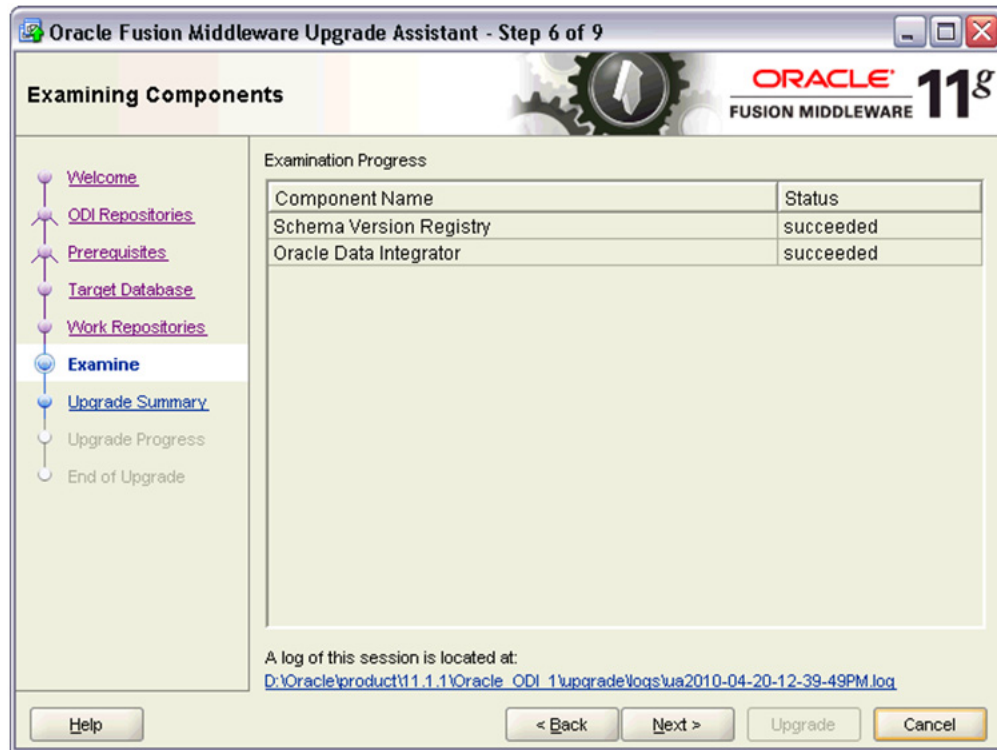 Oracle Fusion Middleware Upgrade Assistant - Step 6 of 9
Examining Components
ORACLE 11g
FUSION MIDDLEWARE
Welcome
ODI Repositories
Prerequisites
Target Database
Work Repositories
Examine
Upgrade Summary
Upgrade Progress
End of Upgrade
Examination Progress
Component Name Status
Schema Version Registry succeeded
Oracle Data Integrator succeeded
A log of this session is located at:
D:\Oracle\product\11.1.1\Oracle_ODI_1\upgrade\logs\ua2010-04-20-12-39-49PM.log
Help < Back Next > Upgrade Cancel